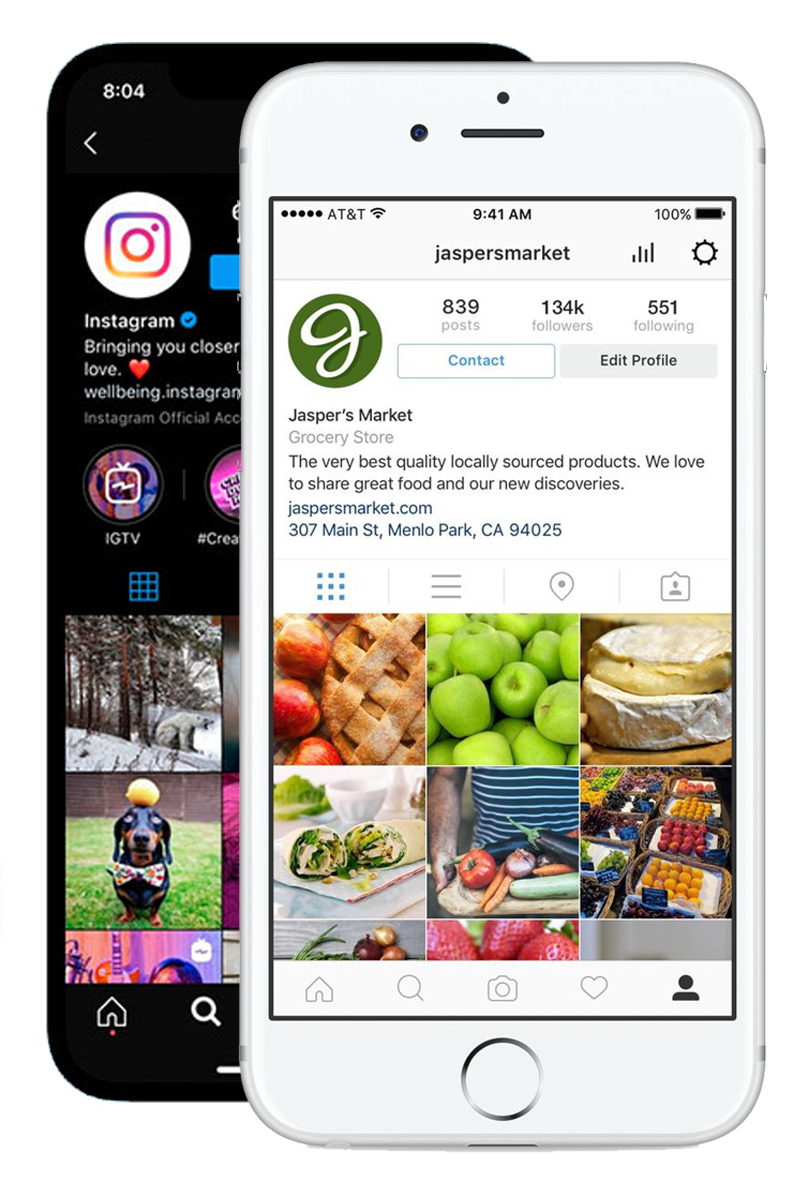 8:04
Instagram
Bringing you closer
love. ❤️
wellbeing.instagram
Instagram Official Acc
IGTV
#Crea
AT&T
9:41 AM
100%
jaspersmarket
839
posts
134k
followers
551
following
Contact
Edit Profile
Jasper's Market
Grocery Store
The very best quality locally sourced products. We love
to share great food and our new discoveries.
jaspersmarket.com
307 Main St, Menlo Park, CA 94025